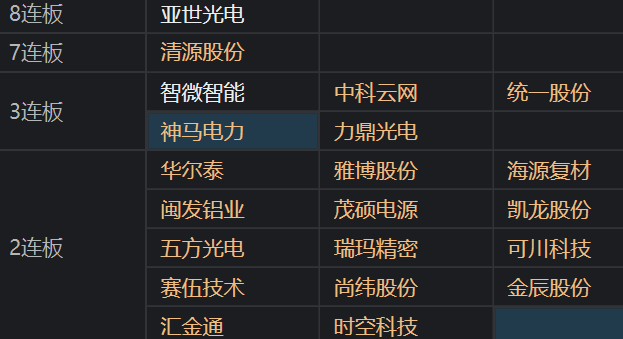 8连板 亚世光电
7连板 清源股份
3连板 智微智能 中科云网 统一股份
神马电力 力鼎光电
2连板 华尔泰 雅博股份 海源复材
闽发铝业 茂硕电源 凯龙股份
五方光电 瑞玛精密 可川科技
赛伍技术 尚纬股份 金辰股份
汇金通 时空科技